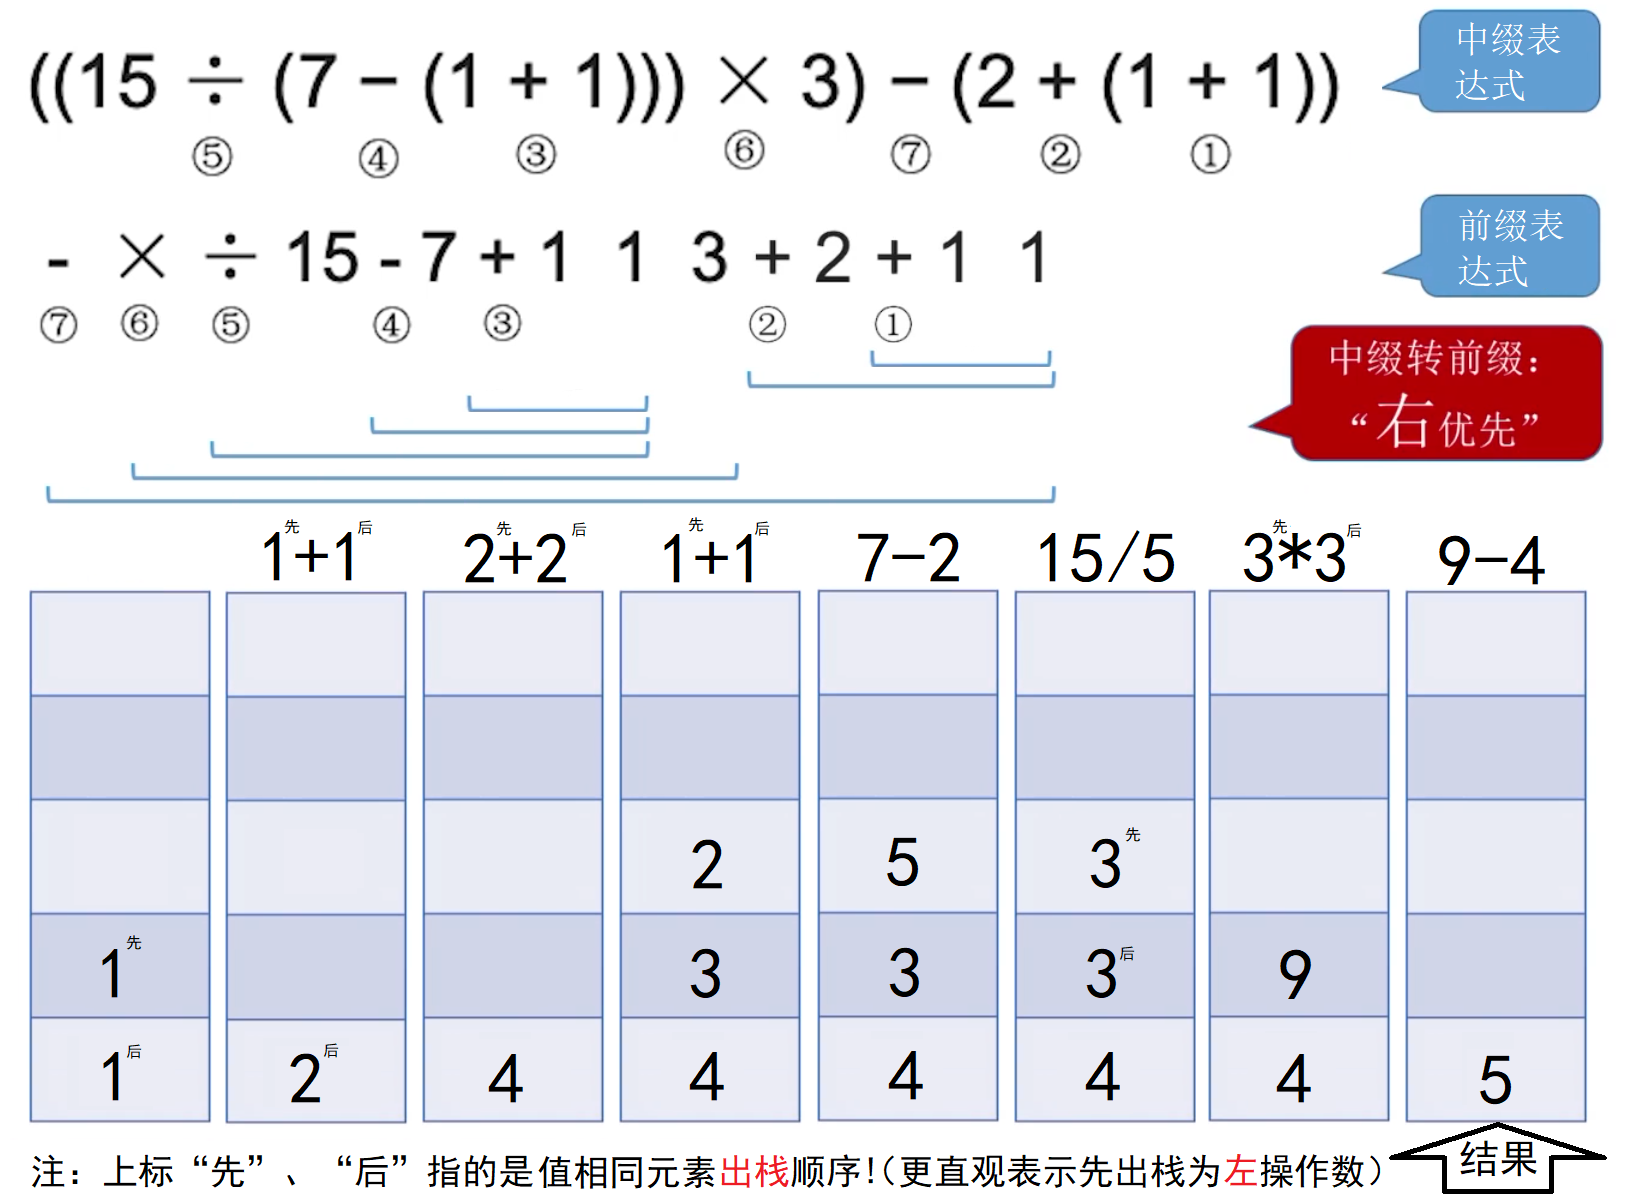 ((15 ÷ (7 − (1 + 1))) × 3) − (2 + (1 + 1))
⑤ ④ ③ ⑥ ⑦ ② ①
中缀表
达式
- × ÷ 15 - 7 + 1 1 3 + 2 + 1 1
⑦ ⑥ ⑤ ④ ③ ② ①
前缀表
达式
中缀转前缀：
“右优先”
1先+1后 2先+2后 1先+1后 7−2 15/5 3先*3后 9−4
2 5 3先
1先 3 3 3后 9
1后 2后 4 4 4 4 4 5
注：上标“先”、“后”指的是值相同元素出栈顺序!（更直观表示先出栈为左操作数）
结果